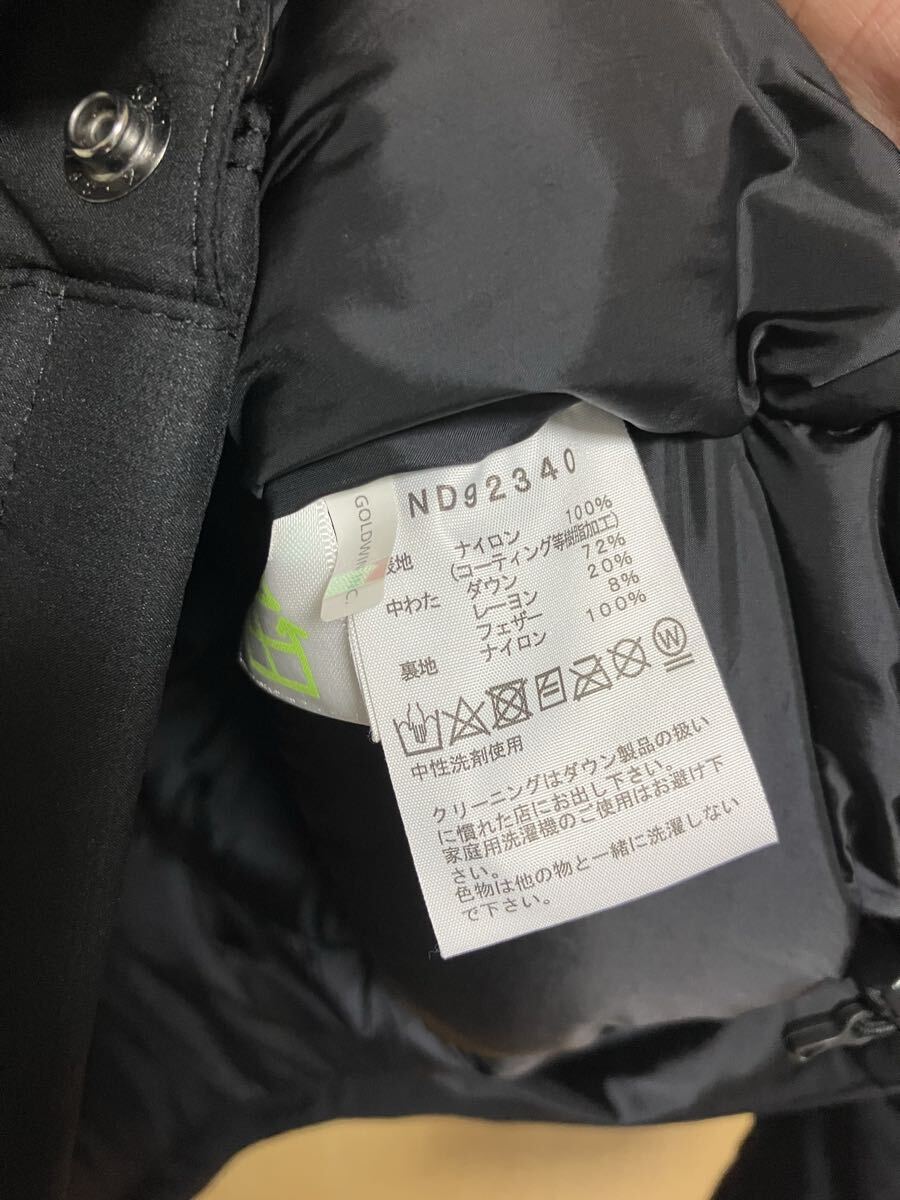 ND92340
GOLDWIN
表地 ナイロン 100%
(コーティング等樹脂加工)
中わた ダウン 72%
レーヨン 20%
フェザー 8%
裏地 ナイロン 100%
W
中性洗剤使用
クリーニングはダウン製品の扱い
に慣れた店にお出し下さい。
家庭用洗濯機のご使用はお避け下
さい。
色物は他の物と一緒に洗濯しない
で下さい。